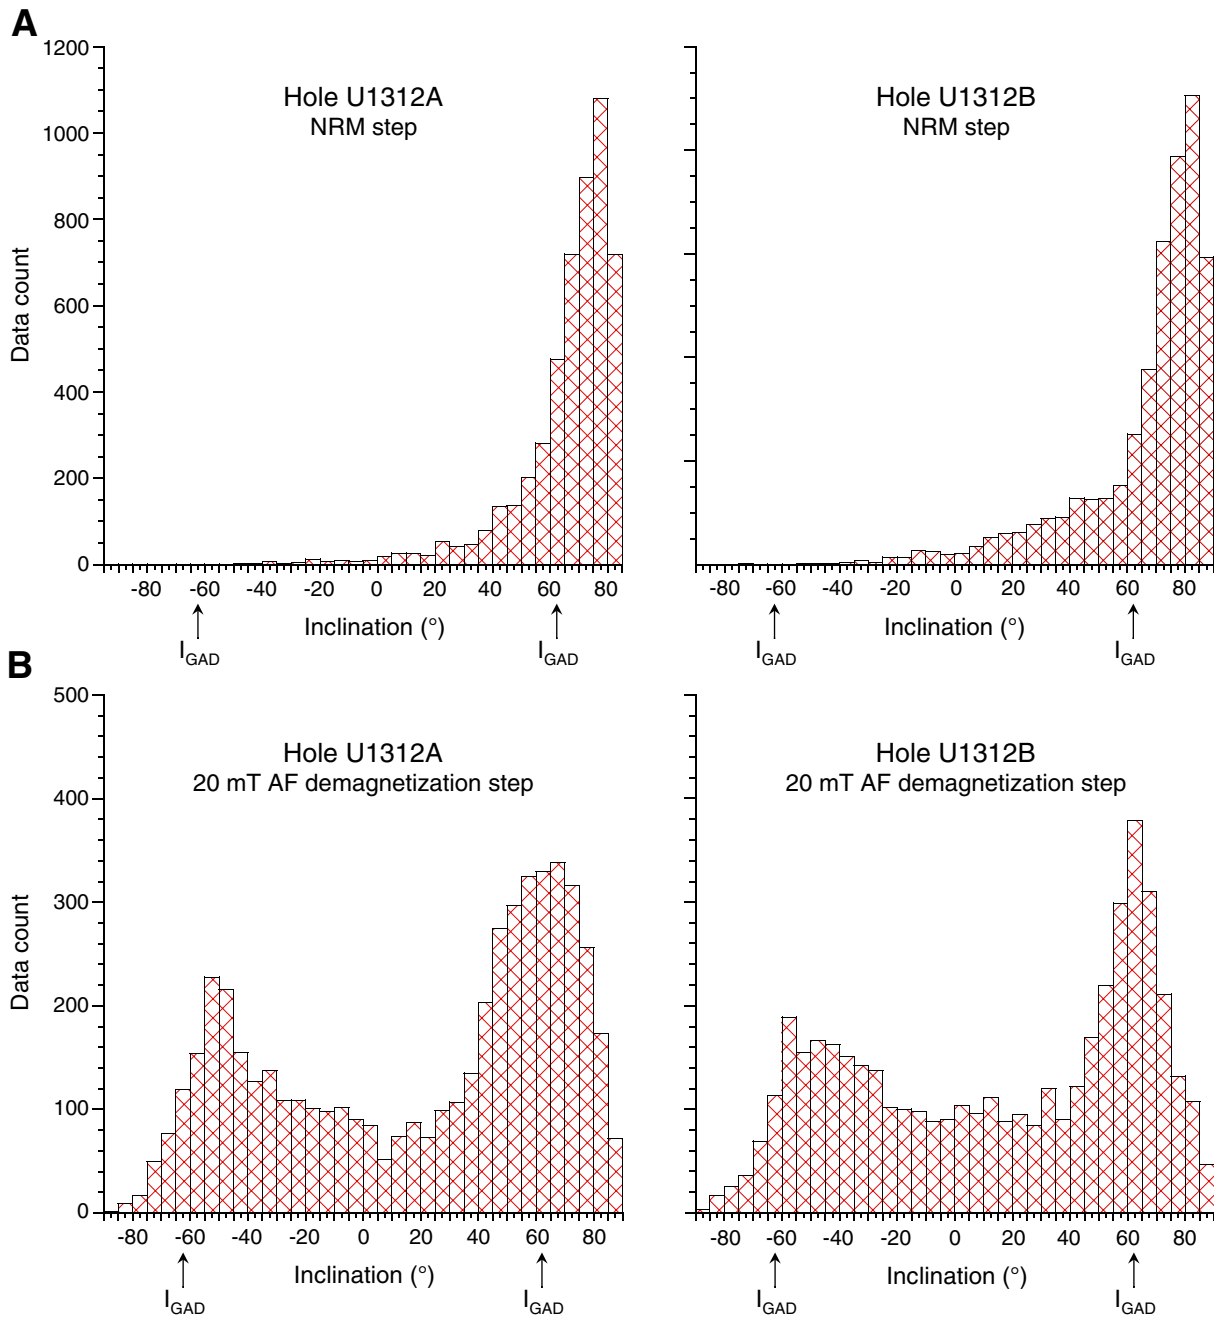 A
Hole U1312A
NRM step
Data count
1200
1000
800
600
400
200
0
-80 -60 -40 -20 0 20 40 60 80
Inclination (°)
IGAD IGAD
Hole U1312B
NRM step
-80 -60 -40 -20 0 20 40 60 80
Inclination (°)
IGAD IGAD
B
Hole U1312A
20 mT AF demagnetization step
Data count
500
400
300
200
100
0
-80 -60 -40 -20 0 20 40 60 80
Inclination (°)
IGAD IGAD
Hole U1312B
20 mT AF demagnetization step
-80 -60 -40 -20 0 20 40 60 80
Inclination (°)
IGAD IGAD